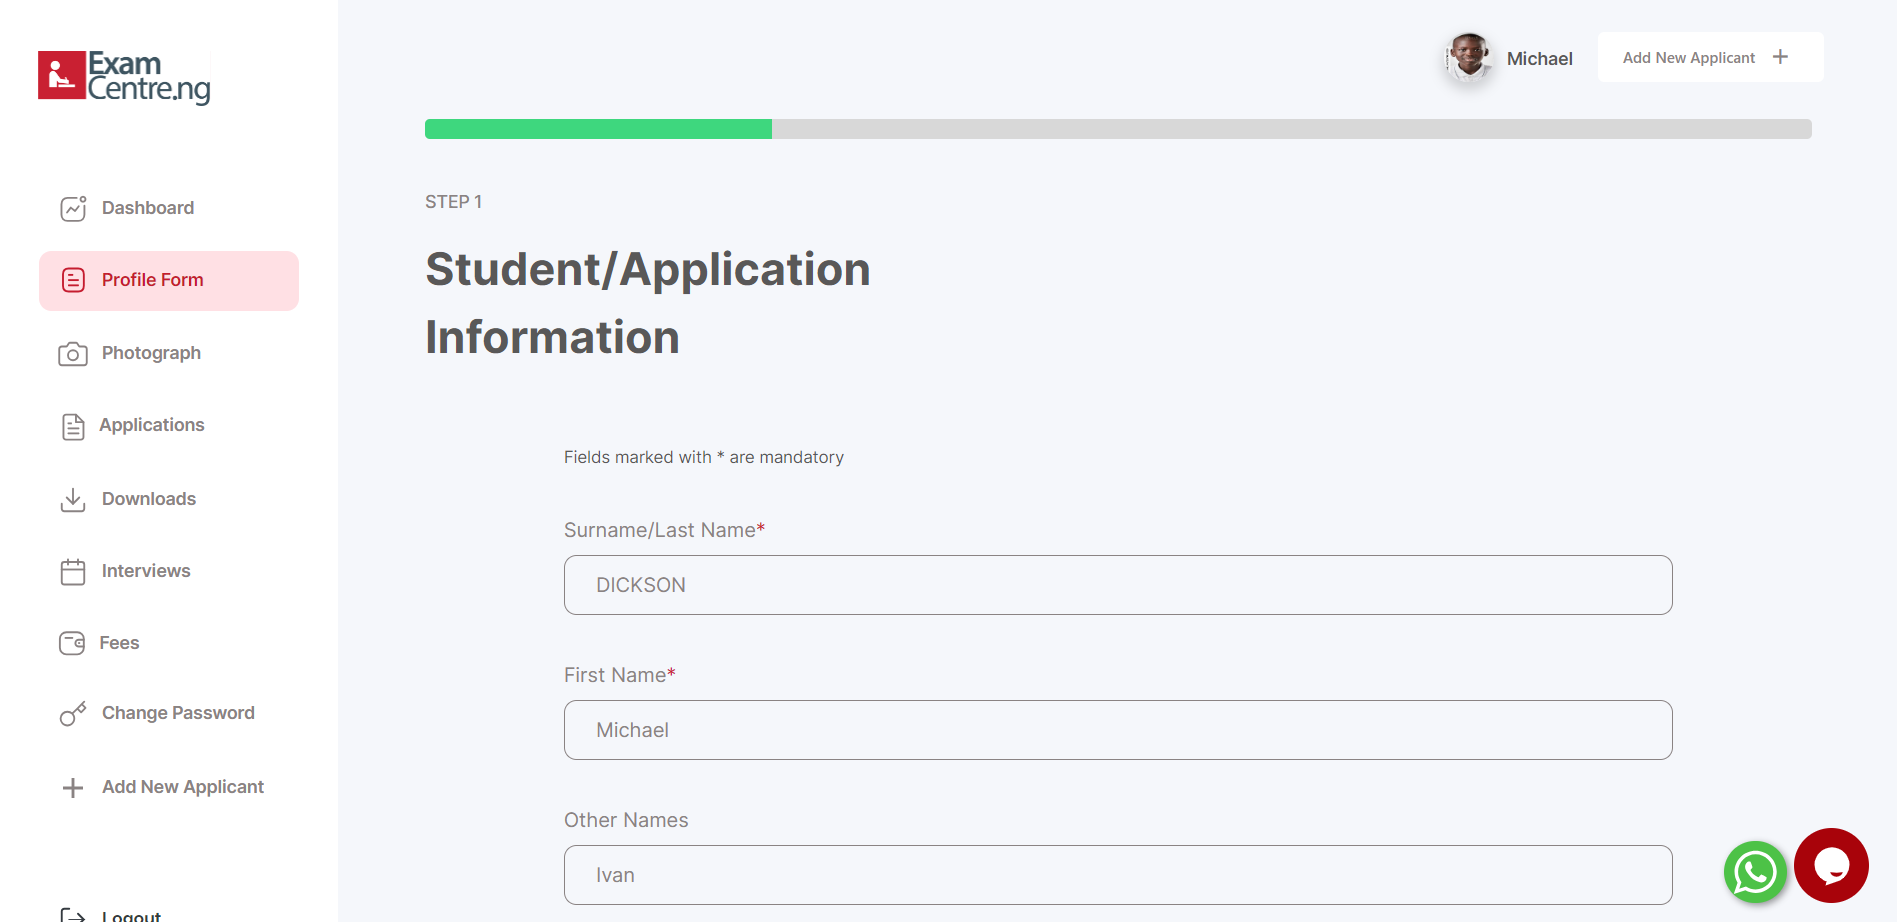 Exam
Centre.ng
Michael
Add New Applicant
Dashboard
Profile Form
Photograph
Applications
Downloads
Interviews
Fees
Change Password
Add New Applicant
Logout
STEP 1
Student/Application
Information
Fields marked with * are mandatory
Surname/Last Name*
DICKSON
First Name*
Michael
Other Names
Ivan